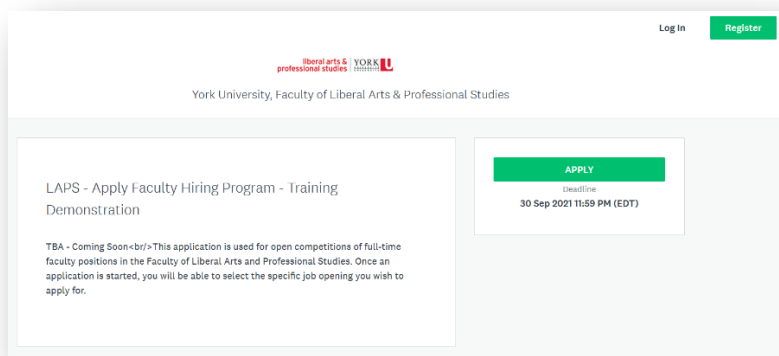 Log In Register
liberal arts & professional studies YORK U
York University, Faculty of Liberal Arts & Professional Studies
LAPS - Apply Faculty Hiring Program - Training
Demonstration
TBA - Coming Soon<br/>This application is used for open competitions of full-time
faculty positions in the Faculty of Liberal Arts and Professional Studies. Once an
application is started, you will be able to select the specific job opening you wish to
apply for.
APPLY
Deadline
30 Sep 2021 11:59 PM (EDT)